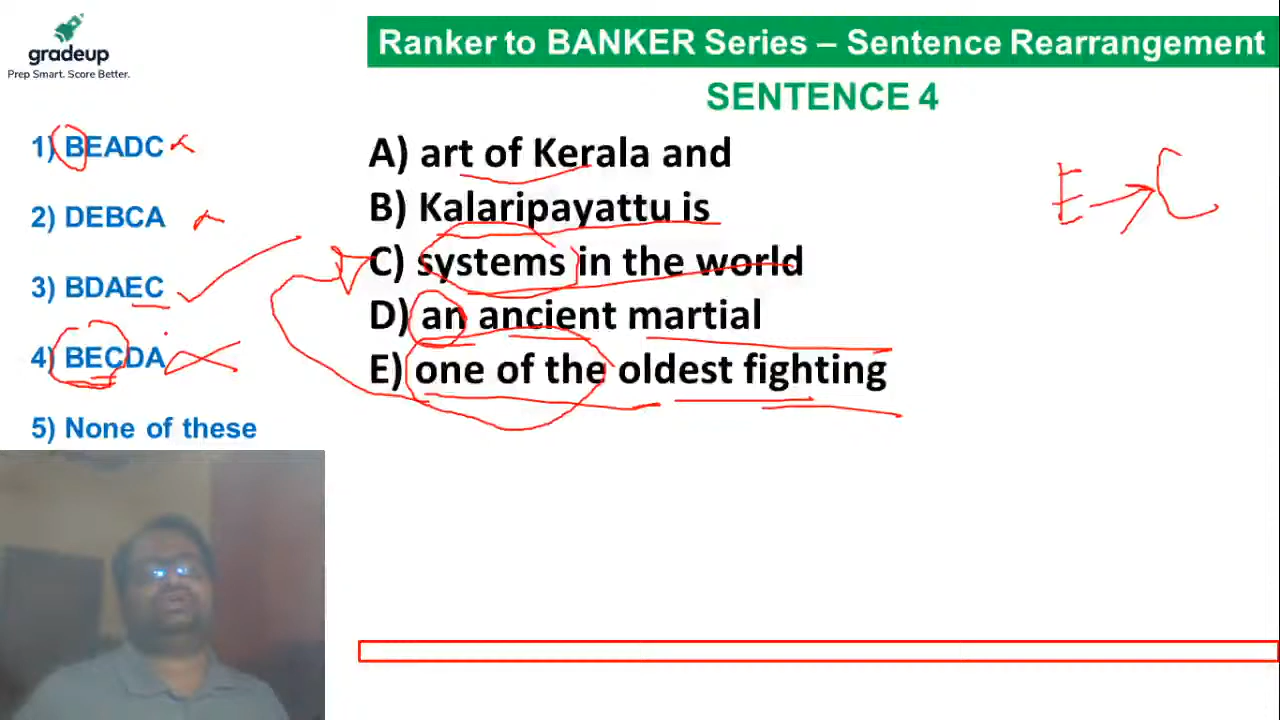 gradeup
Prep Smart. Score Better.
Ranker to BANKER Series – Sentence Rearrangement
SENTENCE 4
1) BEADC
2) DEBCA
3) BDAEC
4) BECDA
5) None of these
A) art of Kerala and
B) Kalaripayattu is
C) systems in the world
D) an ancient martial
E) one of the oldest fighting
E → C